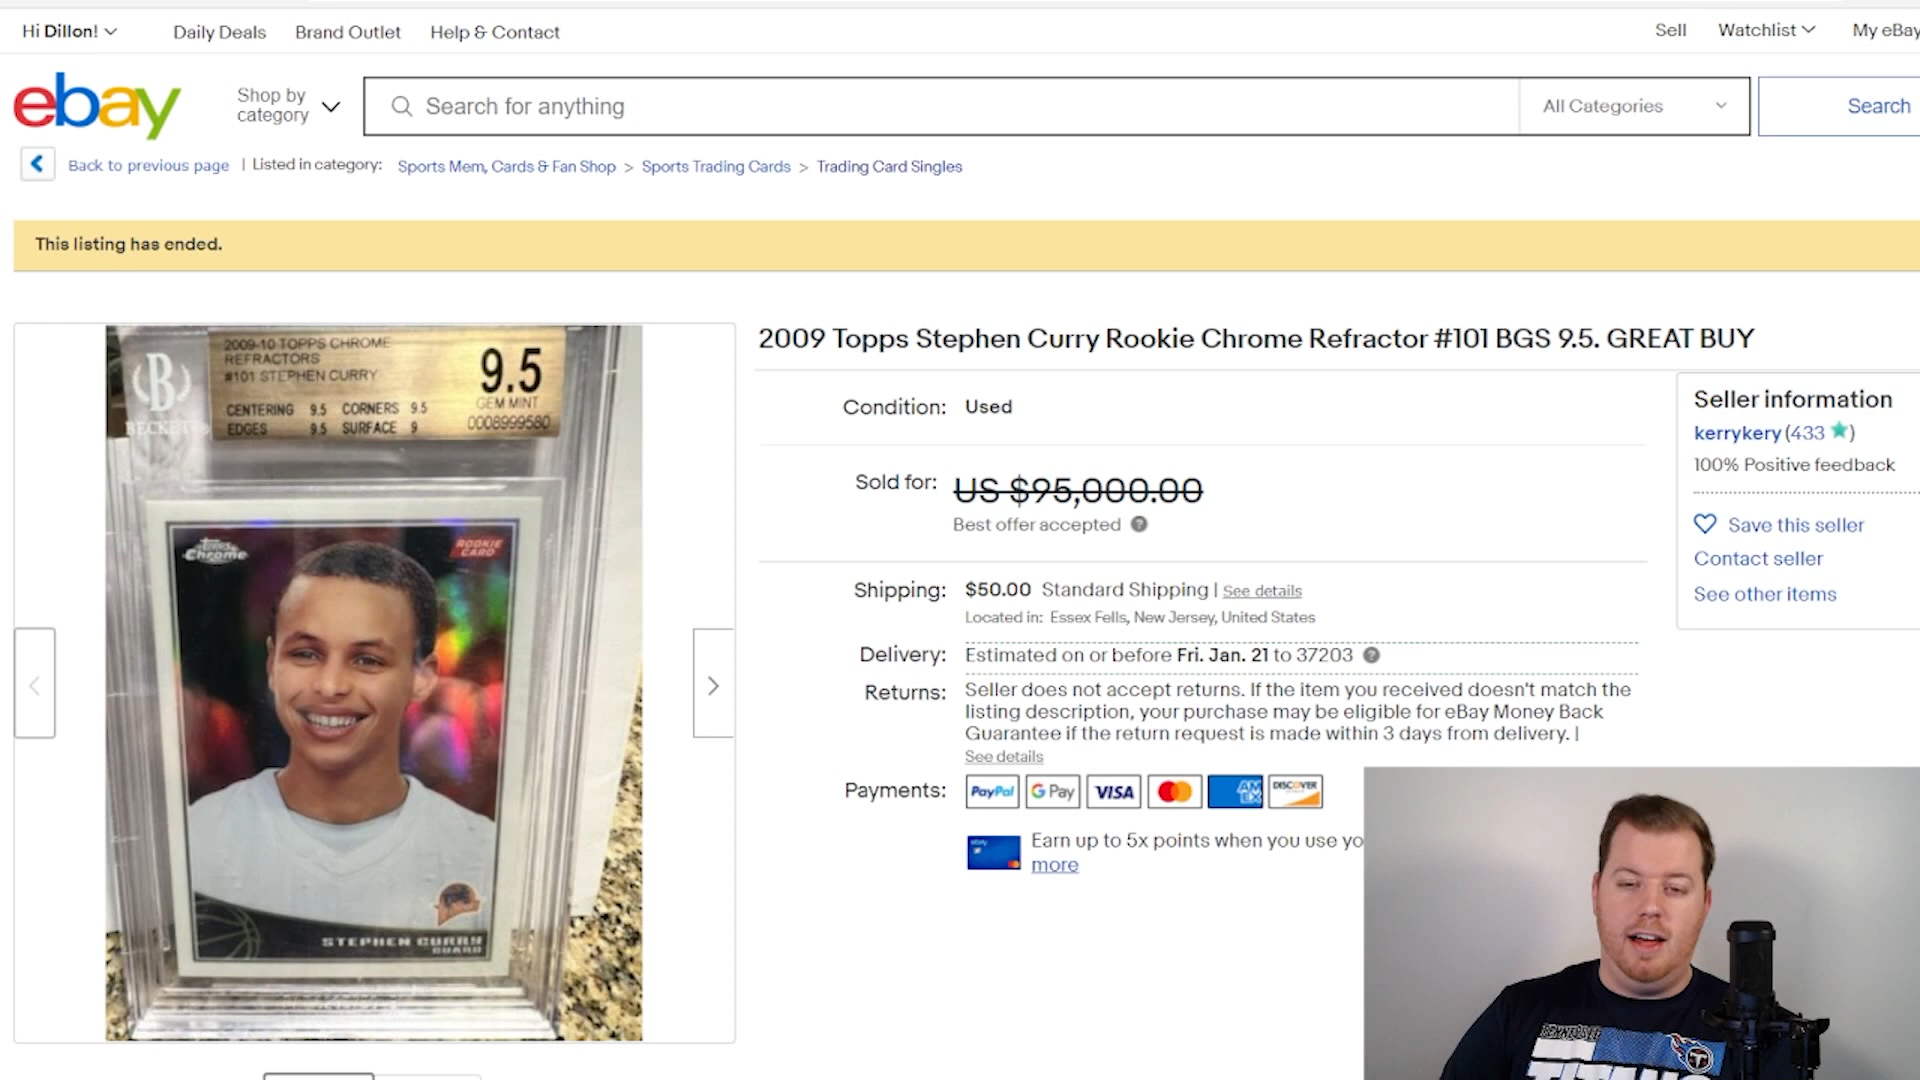 Hi Dillon!
Daily Deals
Brand Outlet
Help & Contact
Sell
Watchlist
My eBay
ebay
Shop by
category
Search for anything
All Categories
Search
Back to previous page | Listed in category: Sports Mem, Cards & Fan Shop > Sports Trading Cards > Trading Card Singles
This listing has ended.
2009-10 TOPPS CHROME
REFRACTORS
#101 STEPHEN CURRY
CENTERING 9.5 CORNERS 9.5
EDGES 9.5 SURFACE 9
9.5
GEM MINT
0008999580
B
BECKETT
Topps
Chrome
ROOKIE
CARD
STEPHEN CURRY
GUARD
2009 Topps Stephen Curry Rookie Chrome Refractor #101 BGS 9.5. GREAT BUY
Condition: Used
Sold for: US $95,000.00
Best offer accepted
Shipping: $50.00 Standard Shipping | See details
Located in: Essex Fells, New Jersey, United States
Delivery: Estimated on or before Fri. Jan. 21 to 37203
Returns: Seller does not accept returns. If the item you received doesn't match the
listing description, your purchase may be eligible for eBay Money Back
Guarantee if the return request is made within 3 days from delivery. |
See details
Payments: PayPal G Pay VISA AM EX DISCOVER
Earn up to 5x points when you use yo
more
Seller information
kerrykery (433)
100% Positive feedback
Save this seller
Contact seller
See other items
TENNESSEE
TITANS